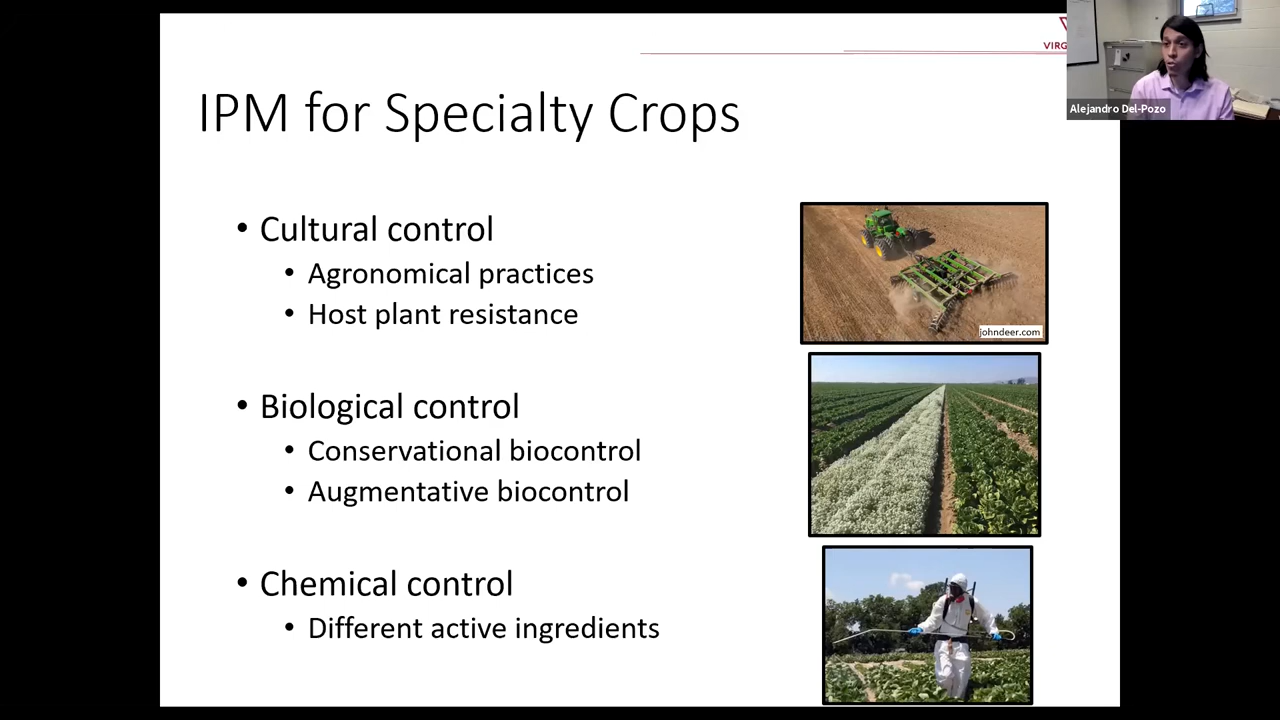 VIRG
Alejandro Del-Pozo
IPM for Specialty Crops
• Cultural control
• Agronomical practices
• Host plant resistance
johndeer.com
• Biological control
• Conservational biocontrol
• Augmentative biocontrol
• Chemical control
• Different active ingredients